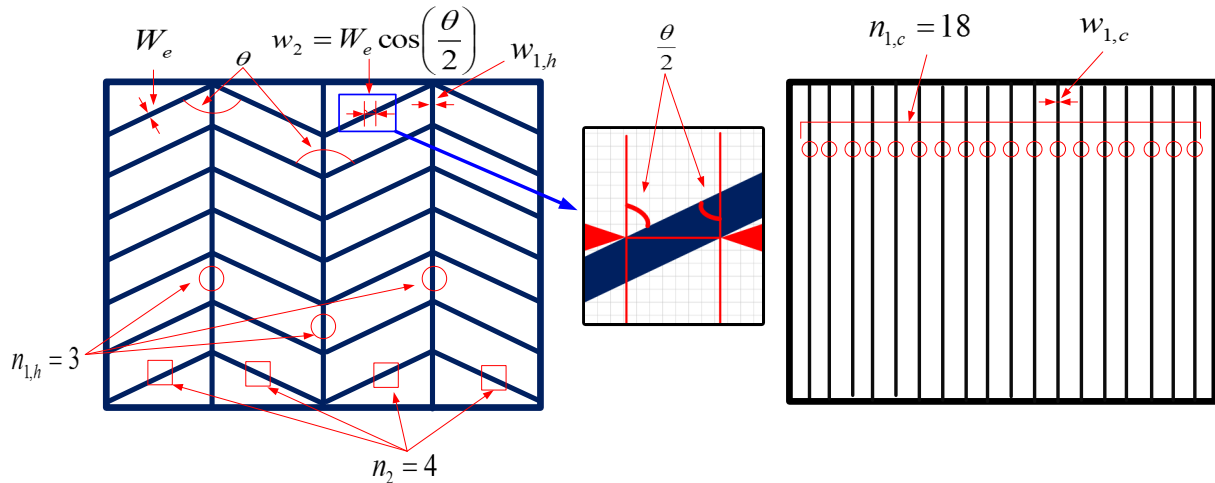 W_e
θ
w_2 = W_e cos(θ/2)
w_{1,h}
θ/2
n_{1,c} = 18
w_{1,c}
θ
n_{1,h} = 3
n_2 = 4